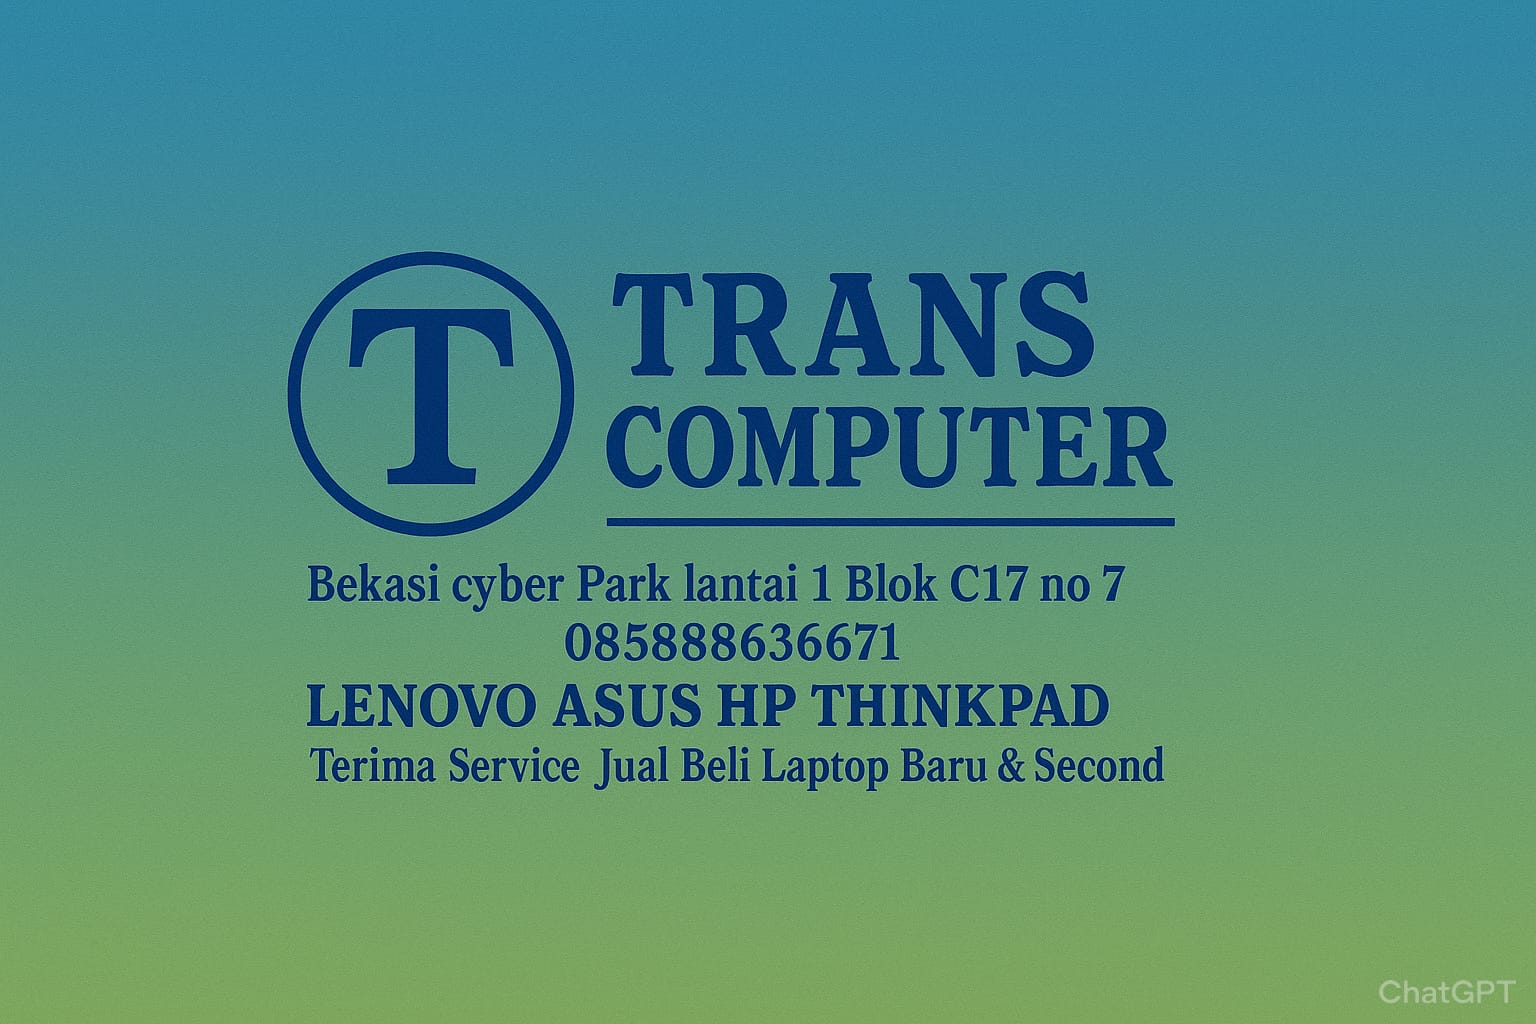 T
TRANS
COMPUTER
Bekasi cyber Park lantai 1 Blok C17 no 7
085888636671
LENOVO ASUS HP THINKPAD
Terima Service Jual Beli Laptop Baru & Second
ChatGPT